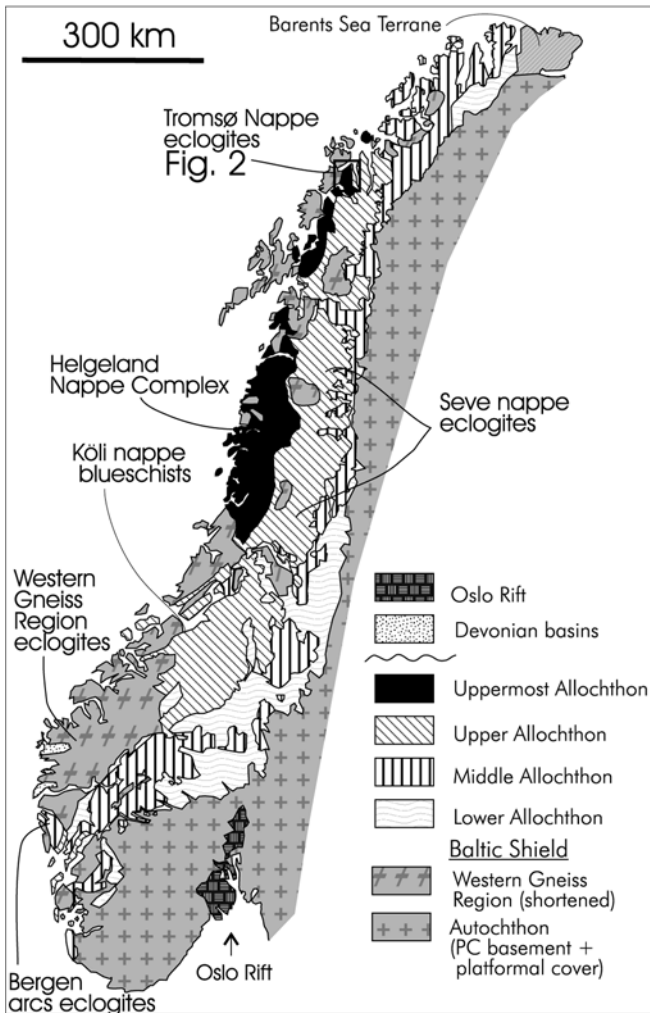 300 km
Barents Sea Terrane
Tromsø Nappe
eclogites
Fig. 2
Helgeland
Nappe Complex
Seve nappe
eclogites
Köli nappe
blueschists
Western
Gneiss
Region
eclogites
Oslo Rift
Devonian basins
Uppermost Allochthon
Upper Allochthon
Middle Allochthon
Lower Allochthon
Baltic Shield
Western Gneiss
Region (shortened)
Autochthon
(PC basement +
platformal cover)
Oslo Rift
Bergen
arcs eclogites